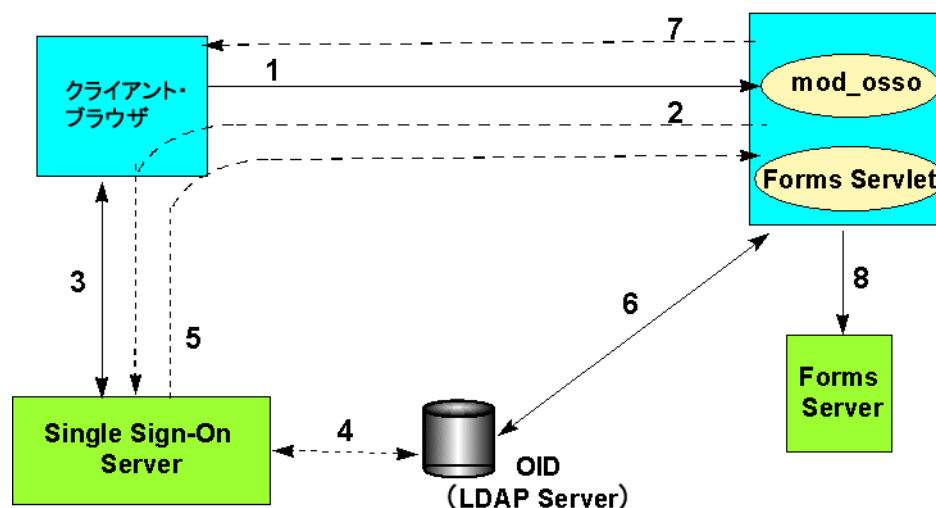 7
クライアント・
ブラウザ
1
mod_osso
2
Forms Servlet
3
5
6
8
Single Sign-On
Server
4
OID
（LDAP Server）
Forms
Server